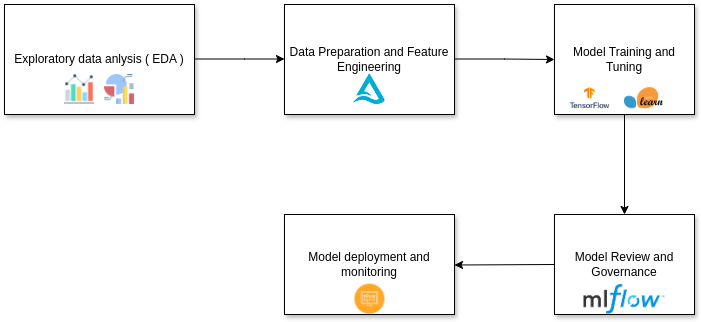 Exploratory data anlysis ( EDA )
Data Preparation and Feature
Engineering
Model Training and
Tuning
TensorFlow
learn
Model deployment and
monitoring
Model Review and
Governance
mlflow™